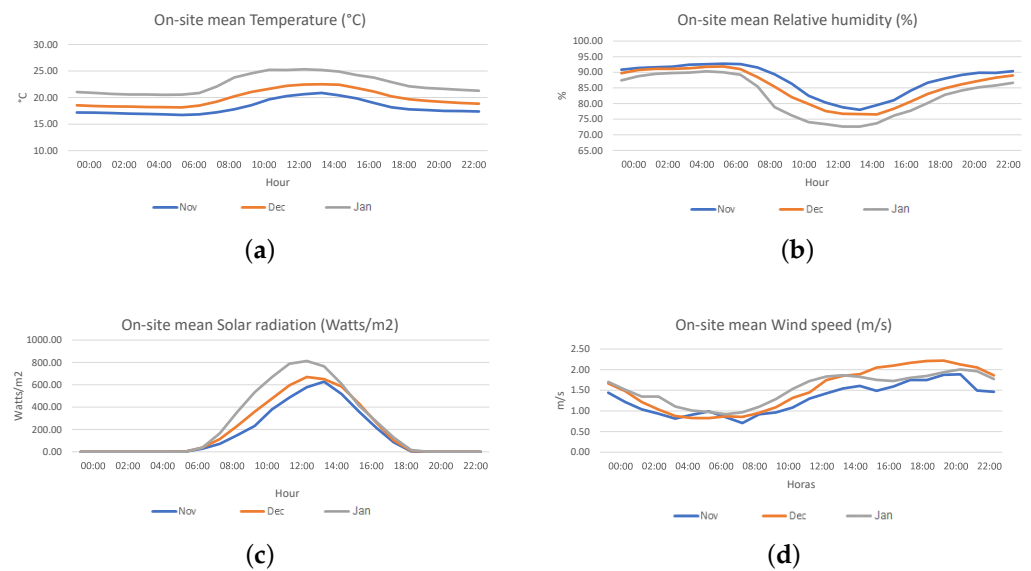 On-site mean Temperature (°C)
30.00
25.00
20.00
15.00
10.00
°C
00:00 02:00 04:00 06:00 08:00 10:00 12:00 14:00 16:00 18:00 20:00 22:00
Hour
Nov Dec Jan
(a)
On-site mean Relative humidity (%)
100.00
95.00
90.00
85.00
80.00
75.00
70.00
65.00
%
00:00 02:00 04:00 06:00 08:00 10:00 12:00 14:00 16:00 18:00 20:00 22:00
Hour
Nov Dec Jan
(b)
On-site mean Solar radiation (Watts/m2)
1000.00
800.00
600.00
400.00
200.00
0.00
Watts/m2
00:00 02:00 04:00 06:00 08:00 10:00 12:00 14:00 16:00 18:00 20:00 22:00
Hour
Nov Dec Jan
(c)
On-site mean Wind speed (m/s)
2.50
2.00
1.50
1.00
0.50
0.00
m/s
00:00 02:00 04:00 06:00 08:00 10:00 12:00 14:00 16:00 18:00 20:00 22:00
Horas
Nov Dec Jan
(d)